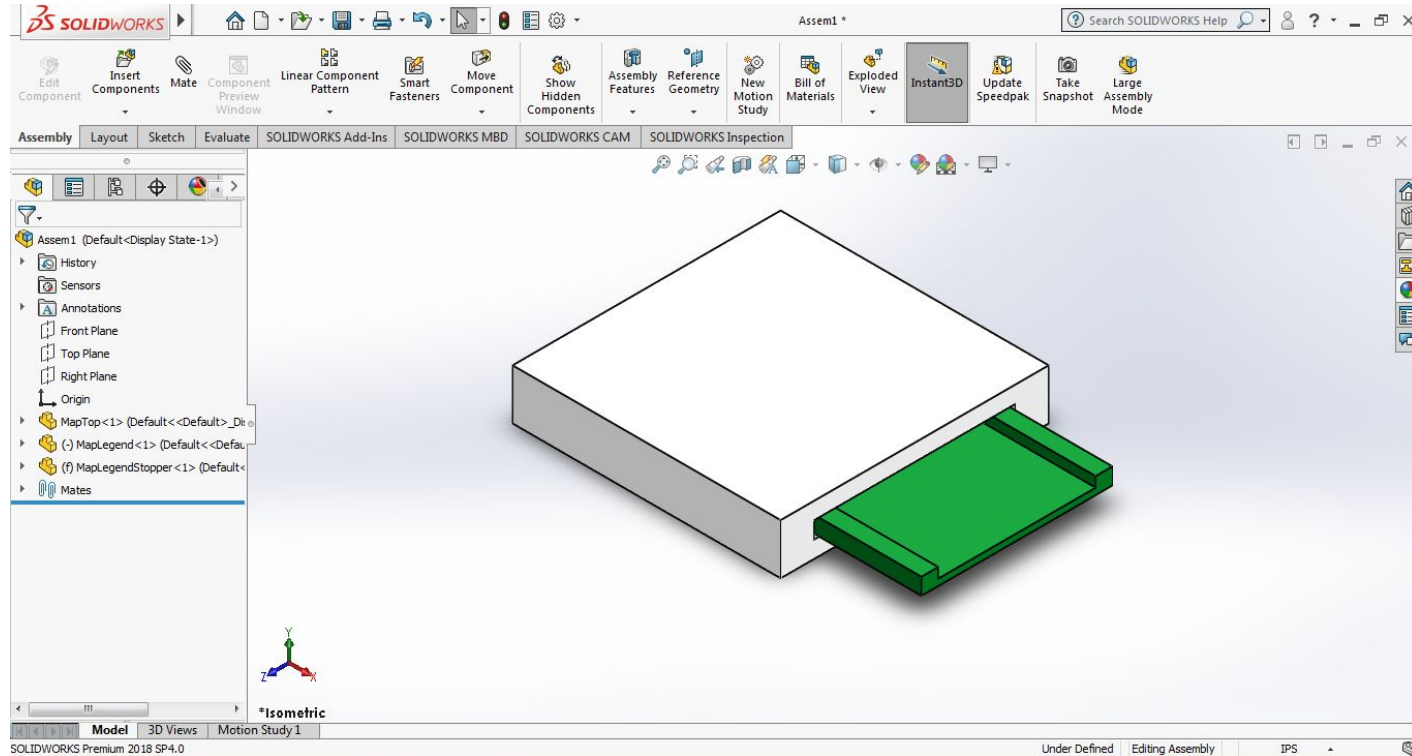 SOLIDWORKS
Assem1 *
Search SOLIDWORKS Help
?
Edit Component
Insert Components
Mate
Component Preview Window
Linear Component Pattern
Smart Fasteners
Move Component
Show Hidden Components
Assembly Features
Reference Geometry
New Motion Study
Bill of Materials
Exploded View
Instant3D
Update Speedpak
Take Snapshot
Large Assembly Mode
Assembly Layout Sketch Evaluate SOLIDWORKS Add-Ins SOLIDWORKS MBD SOLIDWORKS CAM SOLIDWORKS Inspection
Assem1 (Default<Display State-1>)
History
Sensors
A Annotations
Front Plane
Top Plane
Right Plane
Origin
MapTop<1> (Default<<Default>_Dis
(-) MapLegend<1> (Default<<Defau
(f) MapLegendStopper<1> (Default<
Mates
Y
Z X
*Isometric
Model 3D Views Motion Study 1
SOLIDWORKS Premium 2018 SP4.0
Under Defined Editing Assembly IPS